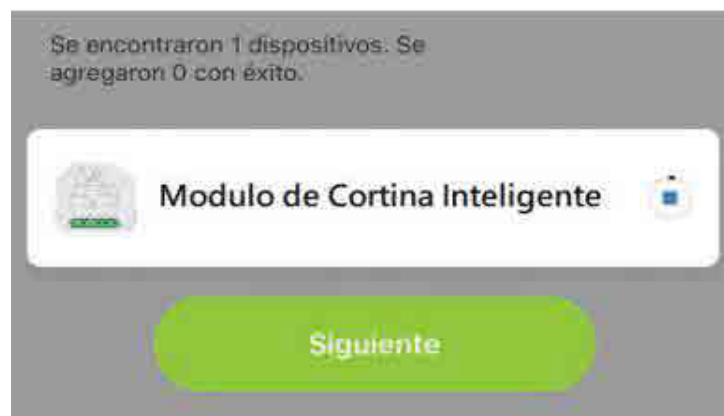 Se encontraron 1 dispositivos. Se
agregaron 0 con éxito.
Modulo de Cortina Inteligente
Siguiente